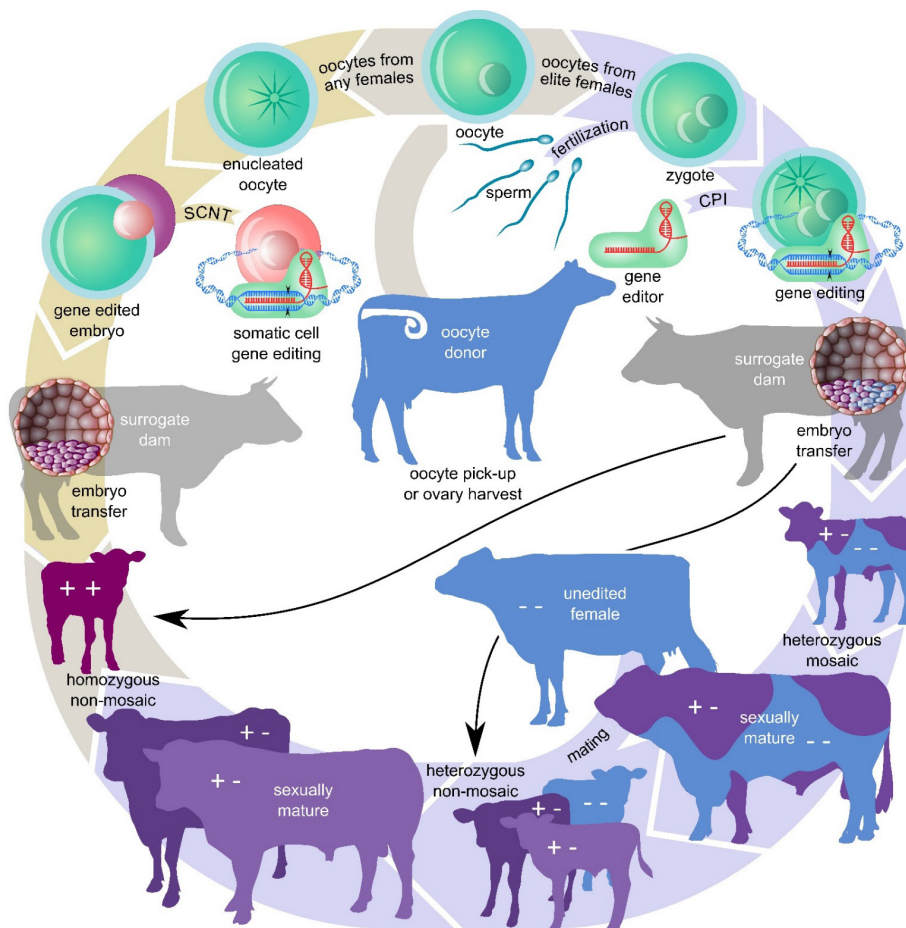 oocytes from
any females
oocytes from
elite females
oocyte
enucleated
oocyte
fertilization
sperm
zygote
SCNT
CPI
gene edited
embryo
somatic cell
gene editing
gene
editor
gene editing
oocyte
donor
surrogate
dam
surrogate
dam
embryo
transfer
oocyte pick-up
or ovary harvest
embryo
transfer
+ +
unedited
female
- -
+ -
- -
heterozygous
mosaic
homozygous
non-mosaic
+ -
+ -
sexually
mature
heterozygous
non-mosaic
mating
+ -
sexually
mature - -
+ -
- -
+ -